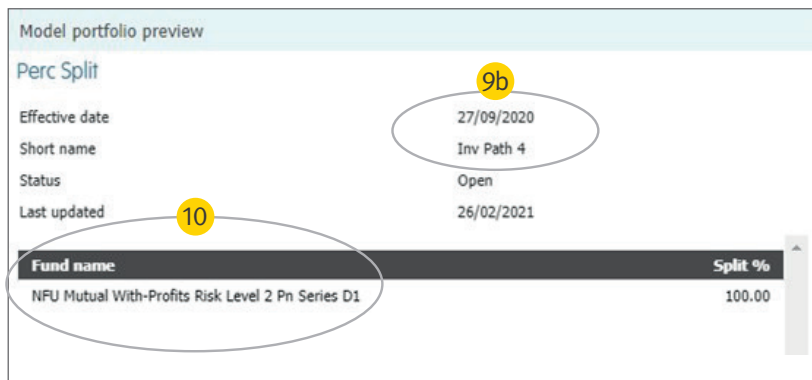 Model portfolio preview
Perc Split
9b
Effective date 27/09/2020
Short name Inv Path 4
Status Open
Last updated 26/02/2021
10
Fund name Split %
NFU Mutual With-Profits Risk Level 2 Pn Series D1 100.00